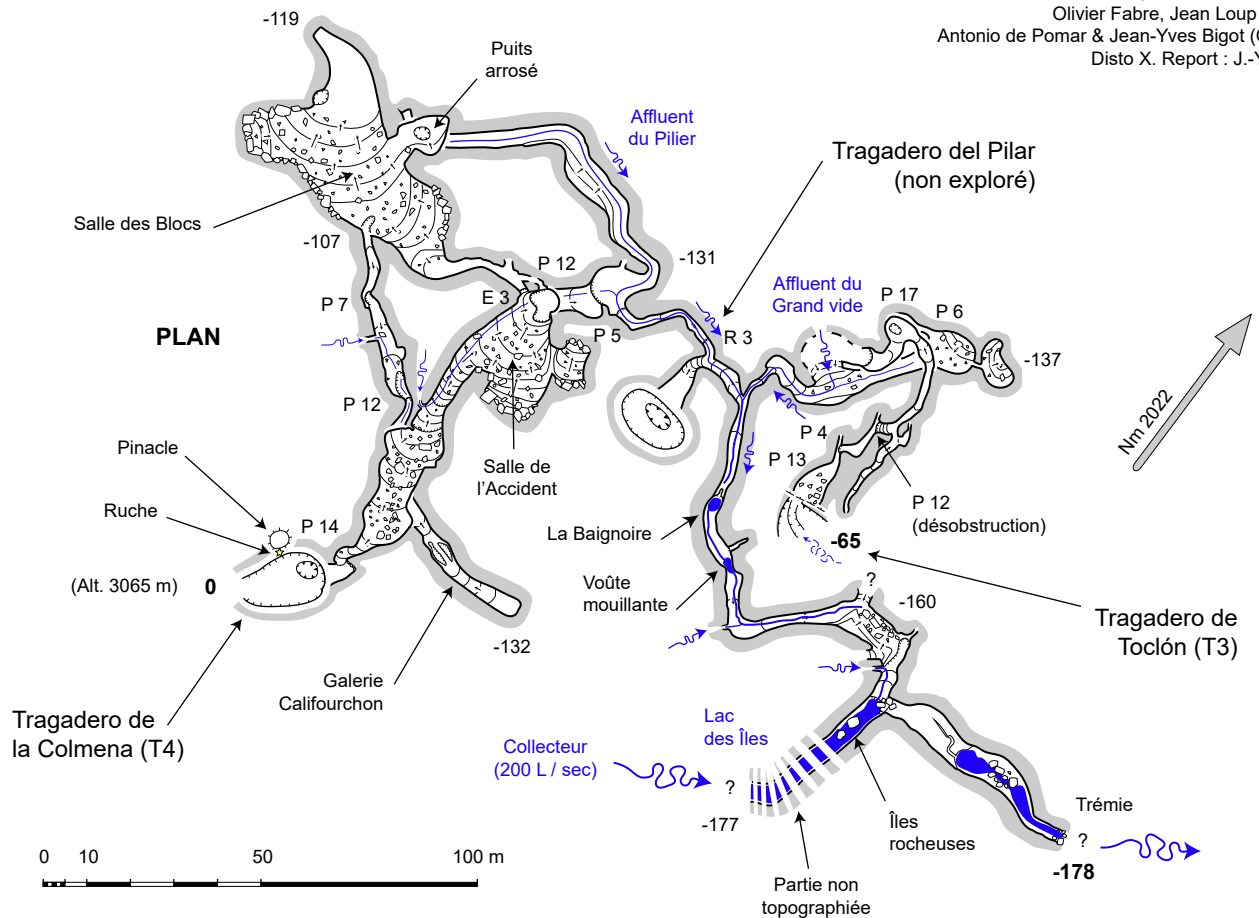 Olivier Fabre, Jean Loup
Antonio de Pomar & Jean-Yves Bigot (
Disto X. Report : J.-Y
-119
Puits
arrosé
Affluent
du Pilier
Tragadero del Pilar
(non exploré)
Salle des Blocs
-107
P 12
-131
Affluent du
Grand vide
P 17
P 6
P 7
E 3
PLAN
P 5
R 3
-137
Nm 2022
P 12
P 4
Pinacle
P 13
Salle de
l'Accident
Ruche
P 14
P 12
(désobstruction)
La Baignoire
-65
(Alt. 3065 m)
0
Voûte
mouillante
?
-160
Tragadero de
Toclón (T3)
-132
Galerie
Califourchon
Tragadero de
la Colmena (T4)
Lac
des Îles
Collecteur
(200 L / sec)
?
-177
Îles
rocheuses
Trémie
?
-178
0
10
50
100 m
Partie non
topographiée